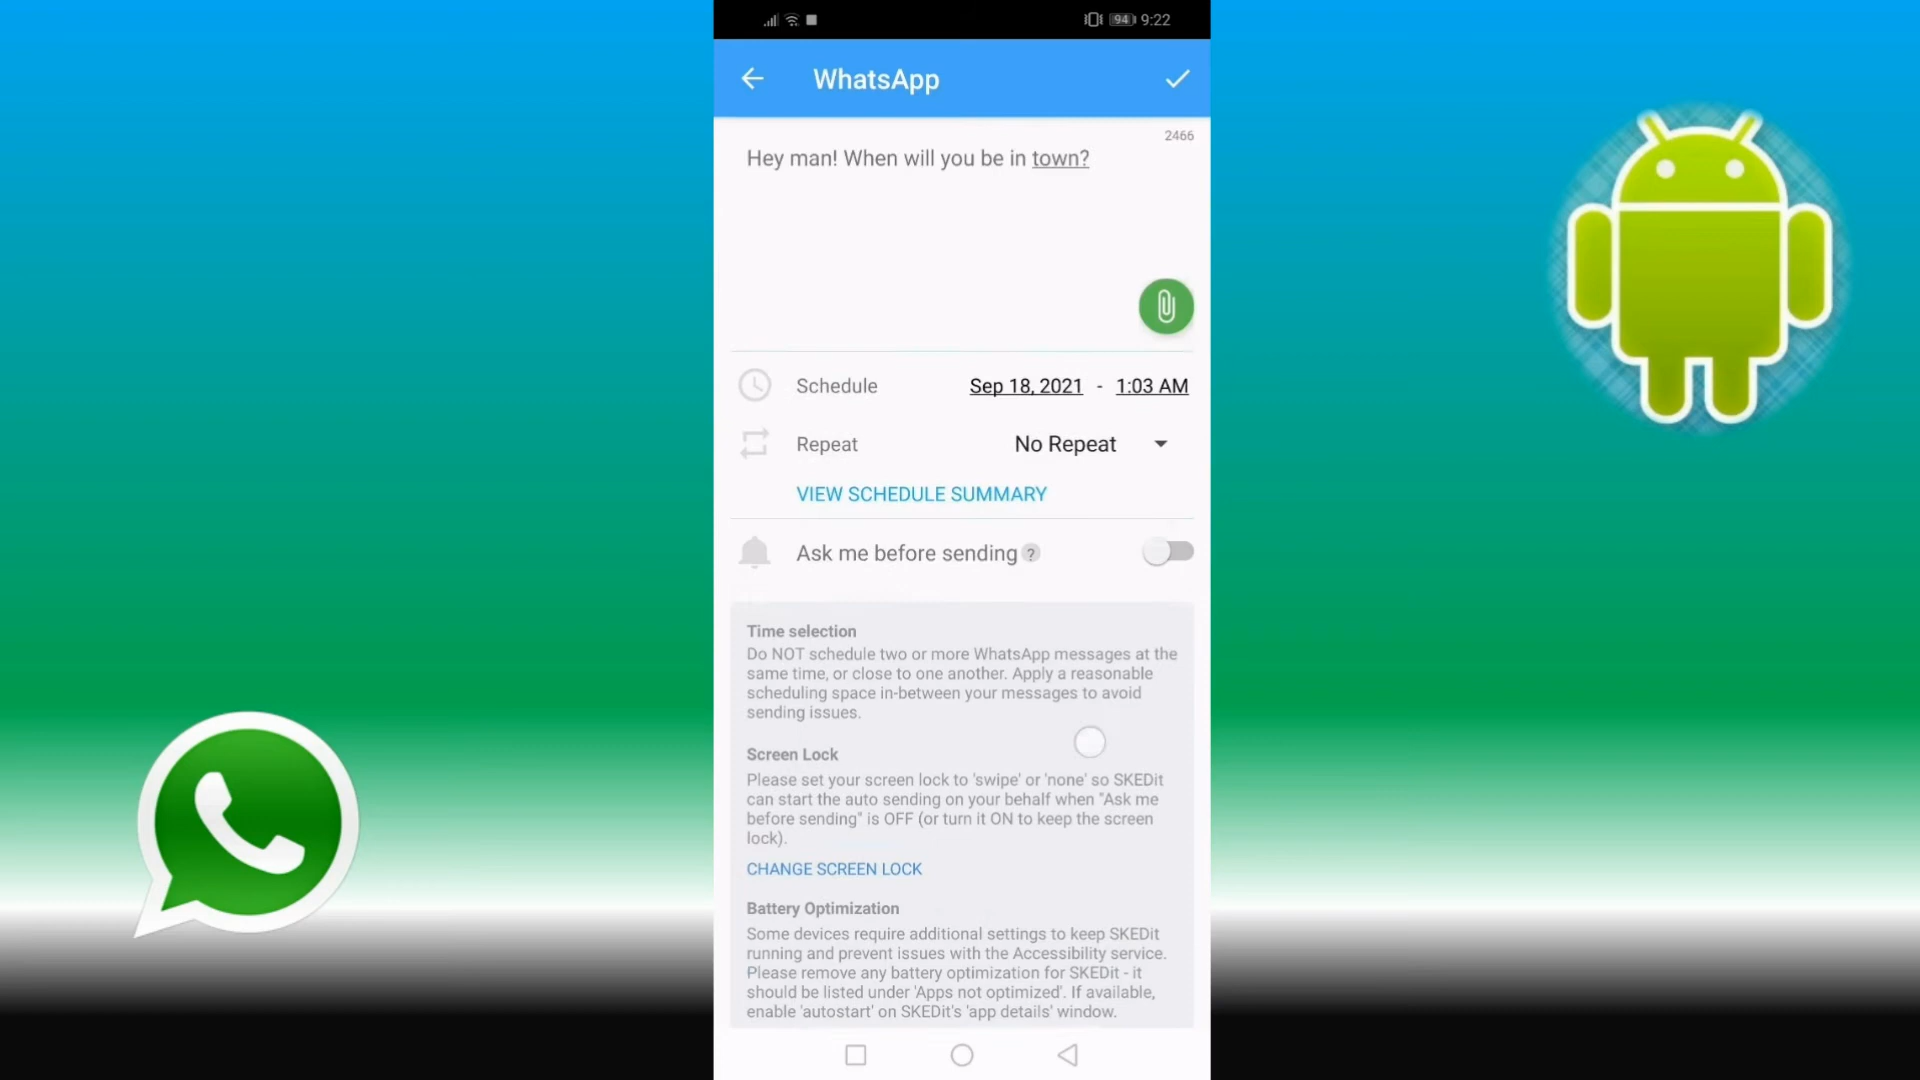 94 9:22
WhatsApp
2466
Hey man! When will you be in town?
Schedule Sep 18, 2021 - 1:03 AM
Repeat No Repeat
VIEW SCHEDULE SUMMARY
Ask me before sending ?
Time selection
Do NOT schedule two or more WhatsApp messages at the
same time, or close to one another. Apply a reasonable
scheduling space in-between your messages to avoid
sending issues.
Screen Lock
Please set your screen lock to 'swipe' or 'none' so SKEDit
can start the auto sending on your behalf when "Ask me
before sending" is OFF (or turn it ON to keep the screen
lock).
CHANGE SCREEN LOCK
Battery Optimization
Some devices require additional settings to keep SKEDit
running and prevent issues with the Accessibility service.
Please remove any battery optimization for SKEDit - it
should be listed under 'Apps not optimized'. If available,
enable 'autostart' on SKEDit's 'app details' window.